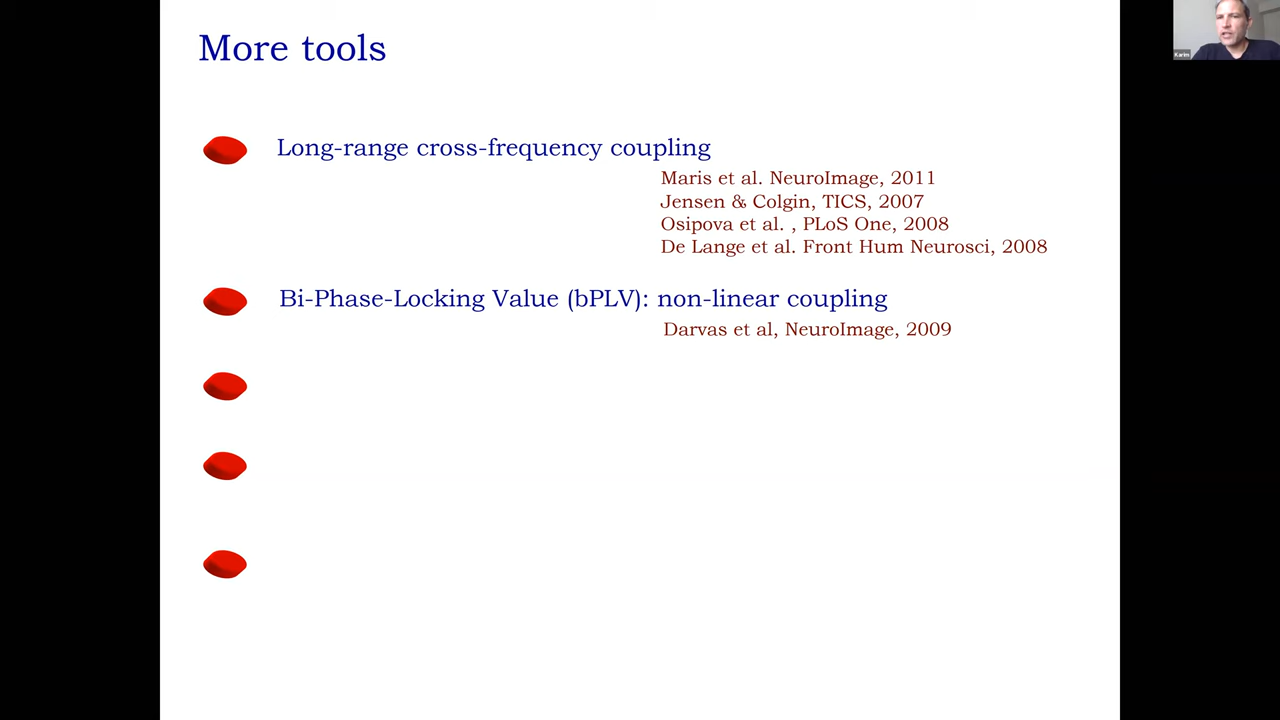 More tools
Karim
Long-range cross-frequency coupling
Maris et al. NeuroImage, 2011
Jensen & Colgin, TICS, 2007
Osipova et al. , PLoS One, 2008
De Lange et al. Front Hum Neurosci, 2008
Bi-Phase-Locking Value (bPLV): non-linear coupling
Darvas et al, NeuroImage, 2009